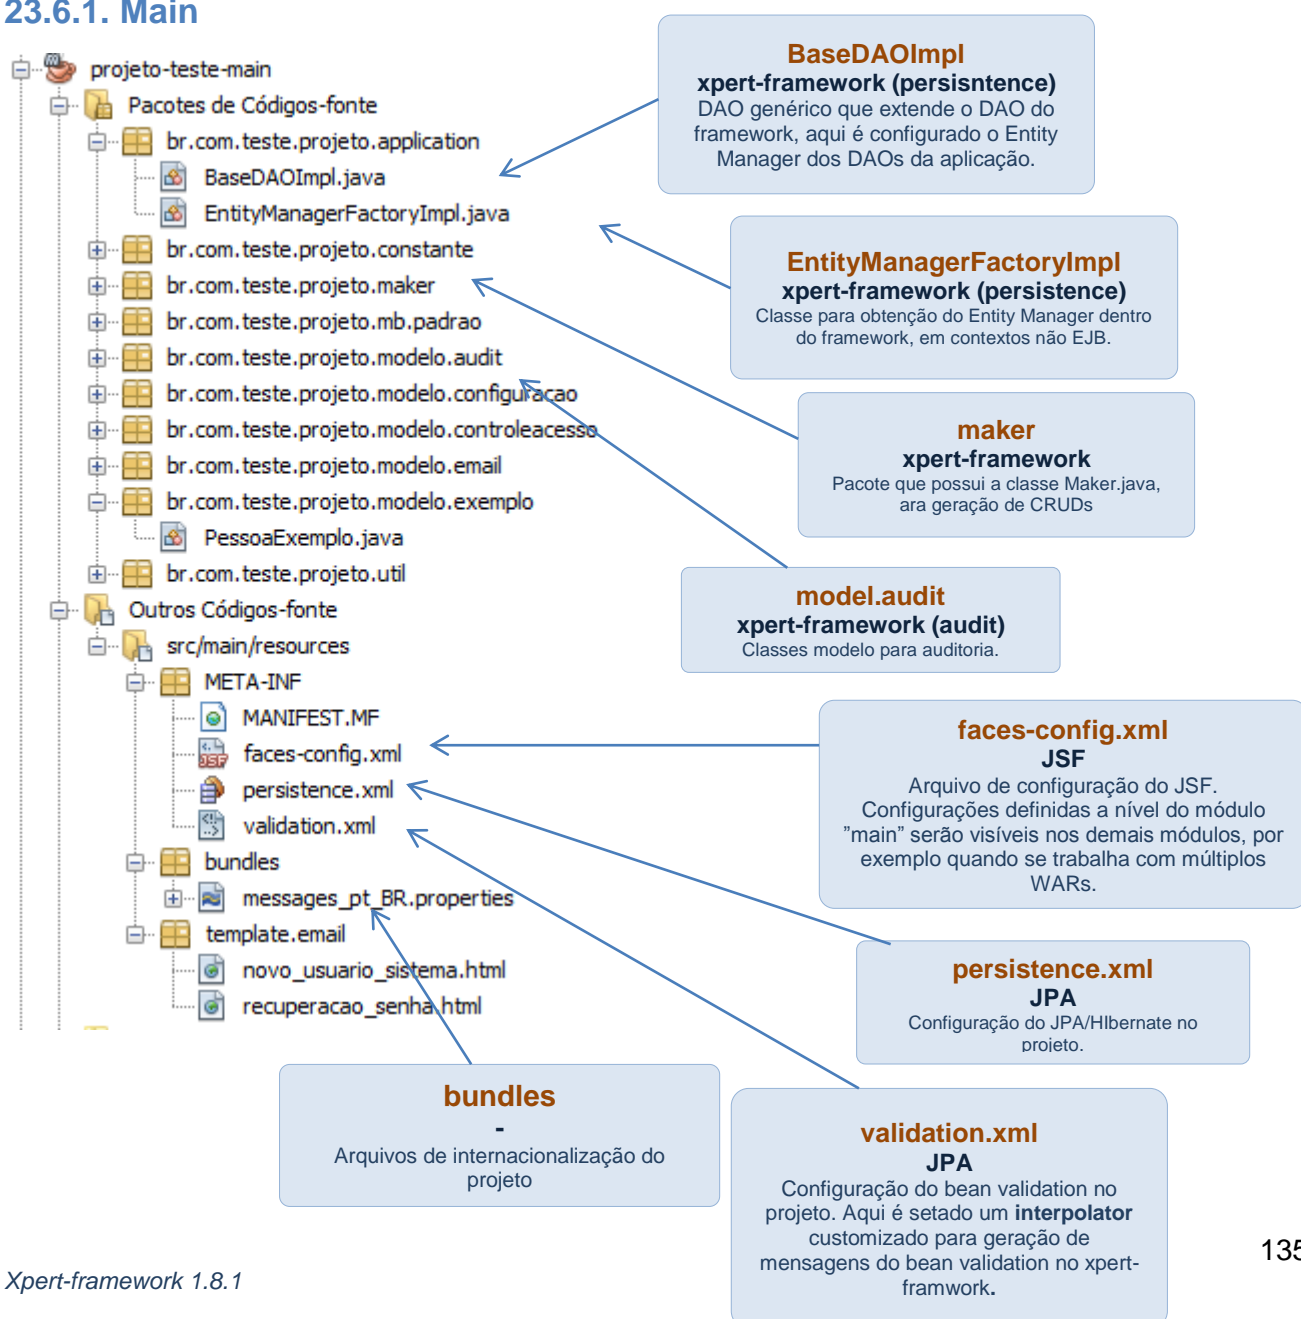 23.6.1. Main
projeto-teste-main
Pacotes de Códigos-fonte
br.com.teste.projeto.application
BaseDAOImpl.java
EntityManagerFactoryImpl.java
br.com.teste.projeto.constante
br.com.teste.projeto.maker
br.com.teste.projeto.mb.padrao
br.com.teste.projeto.modelo.audit
br.com.teste.projeto.modelo.configuracao
br.com.teste.projeto.modelo.controleacesso
br.com.teste.projeto.modelo.email
br.com.teste.projeto.modelo.exemplo
PessoaExemplo.java
br.com.teste.projeto.util
Outros Códigos-fonte
src/main/resources
META-INF
MANIFEST.MF
faces-config.xml
persistence.xml
validation.xml
bundles
messages_pt_BR.properties
template.email
novo_usuario_sistema.html
recuperacao_senha.html
BaseDAOImpl
xpert-framework (persisntence)
DAO genérico que extende o DAO do
framework, aqui é configurado o Entity
Manager dos DAOs da aplicação.
EntityManagerFactoryImpl
xpert-framework (persistence)
Classe para obtenção do Entity Manager dentro
do framework, em contextos não EJB.
maker
xpert-framework
Pacote que possui a classe Maker.java,
ara geração de CRUDs
model.audit
xpert-framework (audit)
Classes modelo para auditoria.
faces-config.xml
JSF
Arquivo de configuração do JSF.
Configurações definidas a nível do módulo
”main” serão visíveis nos demais módulos, por
exemplo quando se trabalha com múltiplos
WARs.
persistence.xml
JPA
Configuração do JPA/HIbernate no
projeto.
bundles
-
Arquivos de internacionalização do
projeto
validation.xml
JPA
Configuração do bean validation no
projeto. Aqui é setado um interpolator
customizado para geração de
mensagens do bean validation no xpert-
framwork.
135
Xpert-framework 1.8.1